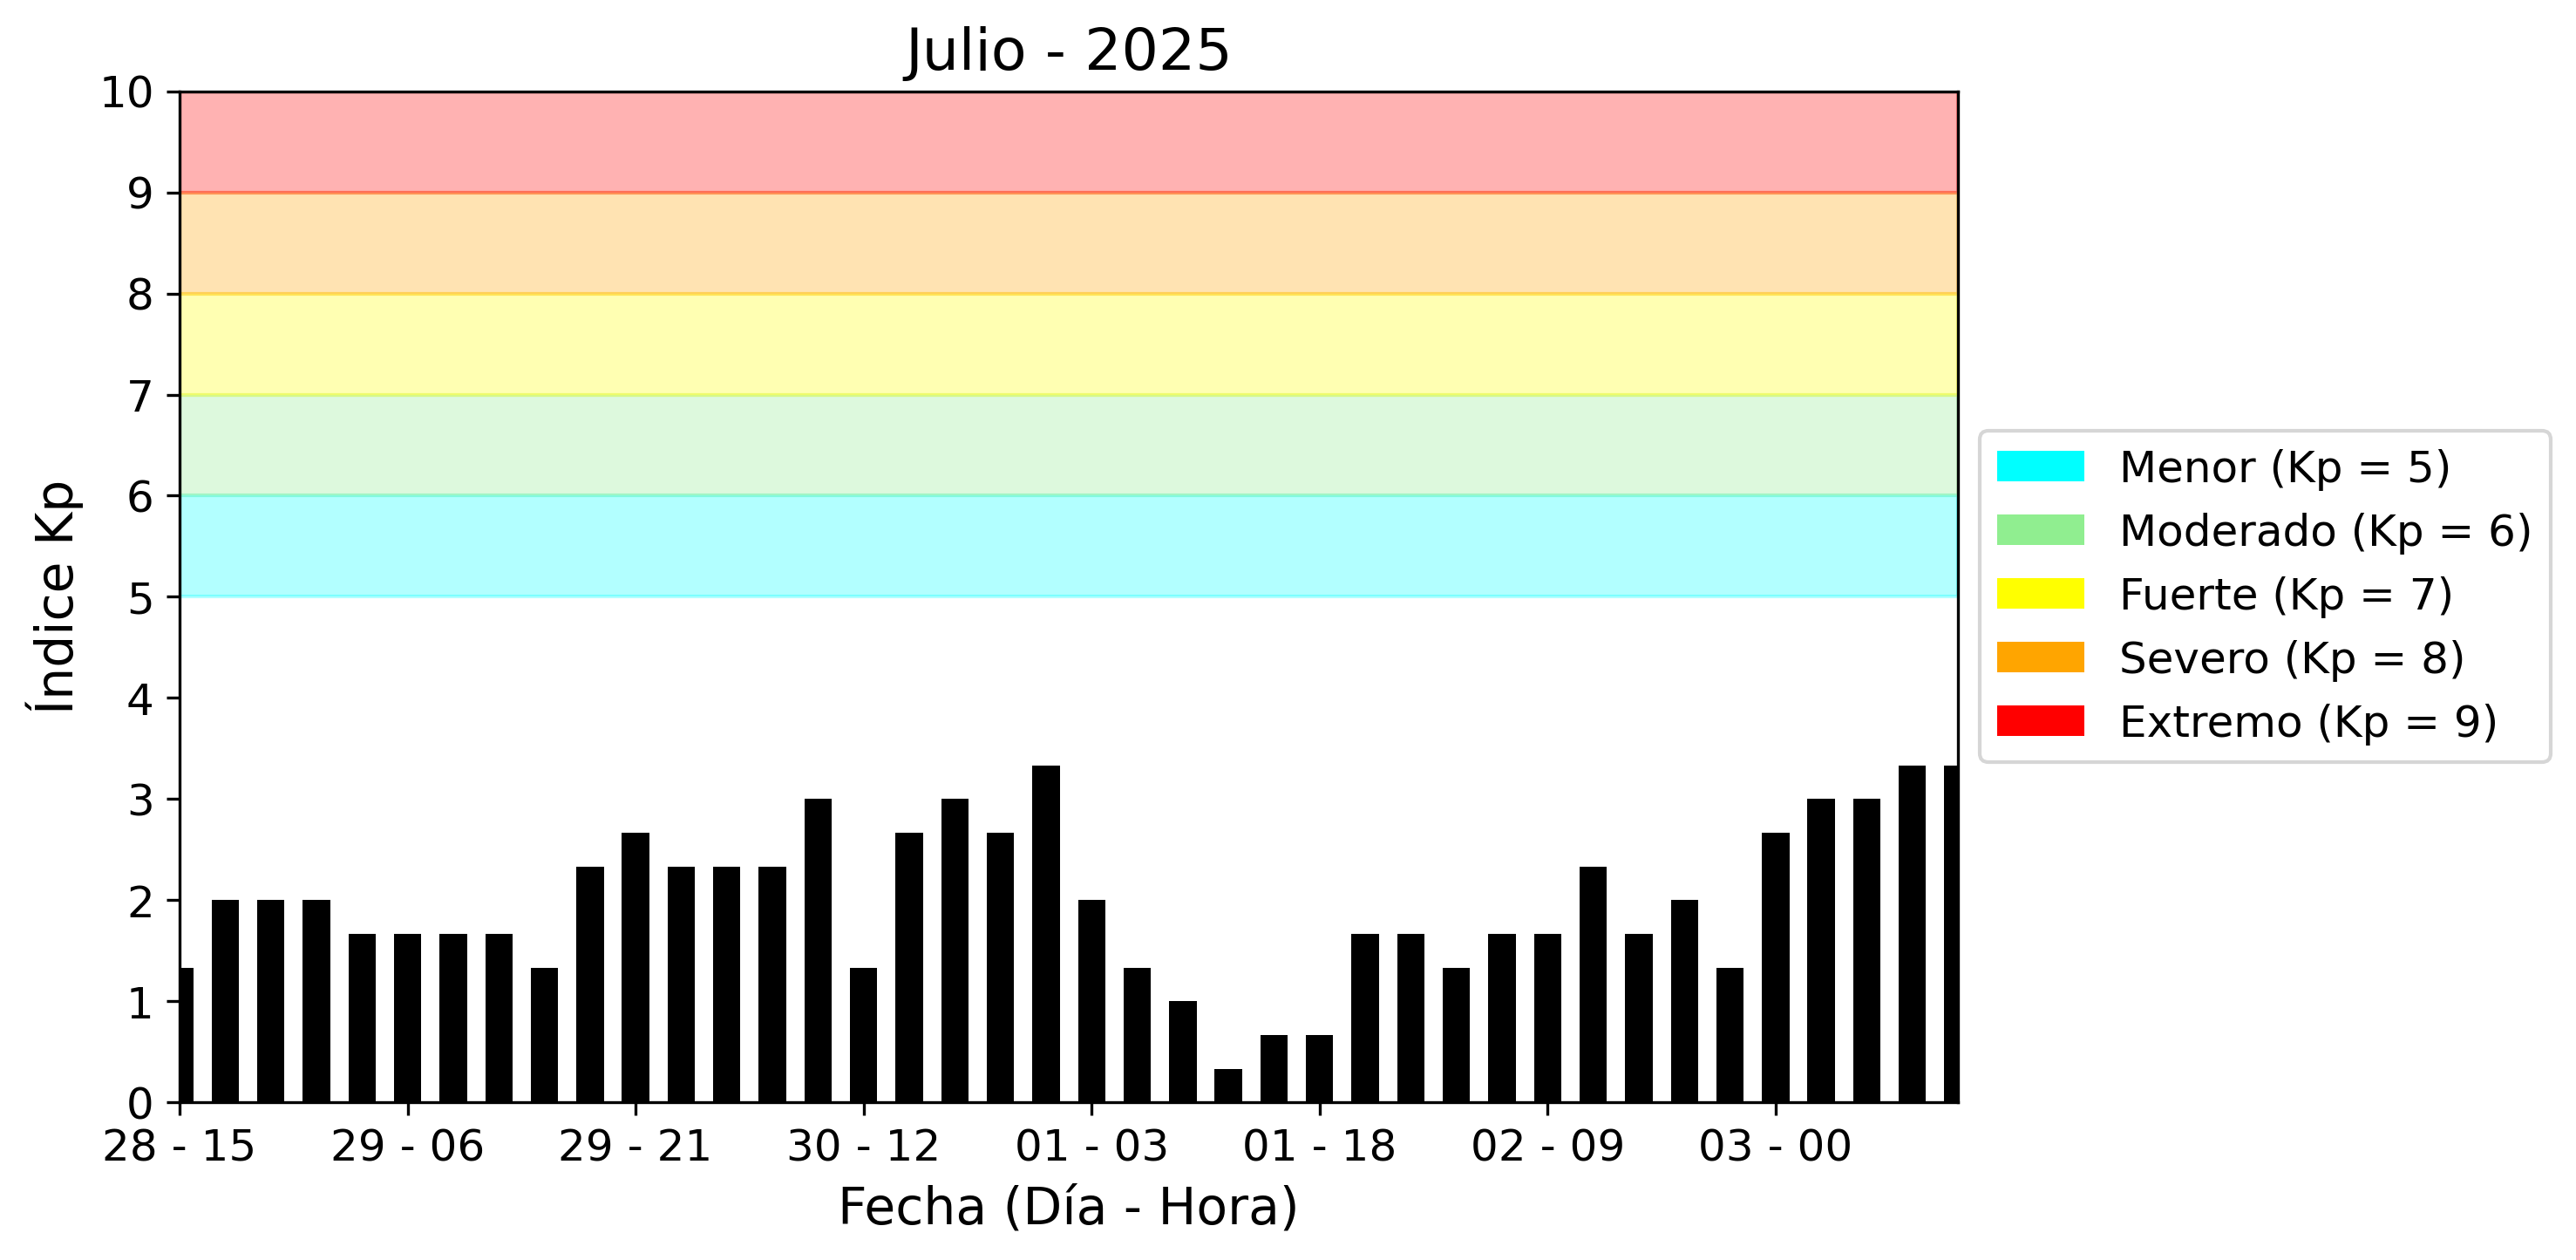 Julio - 2025
10
9
8
7
6
5
4
3
2
1
0
Índice Kp
28 - 15 29 - 06 29 - 21 30 - 12 01 - 03 01 - 18 02 - 09 03 - 00
Fecha (Día - Hora)
Menor (Kp = 5)
Moderado (Kp = 6)
Fuerte (Kp = 7)
Severo (Kp = 8)
Extremo (Kp = 9)